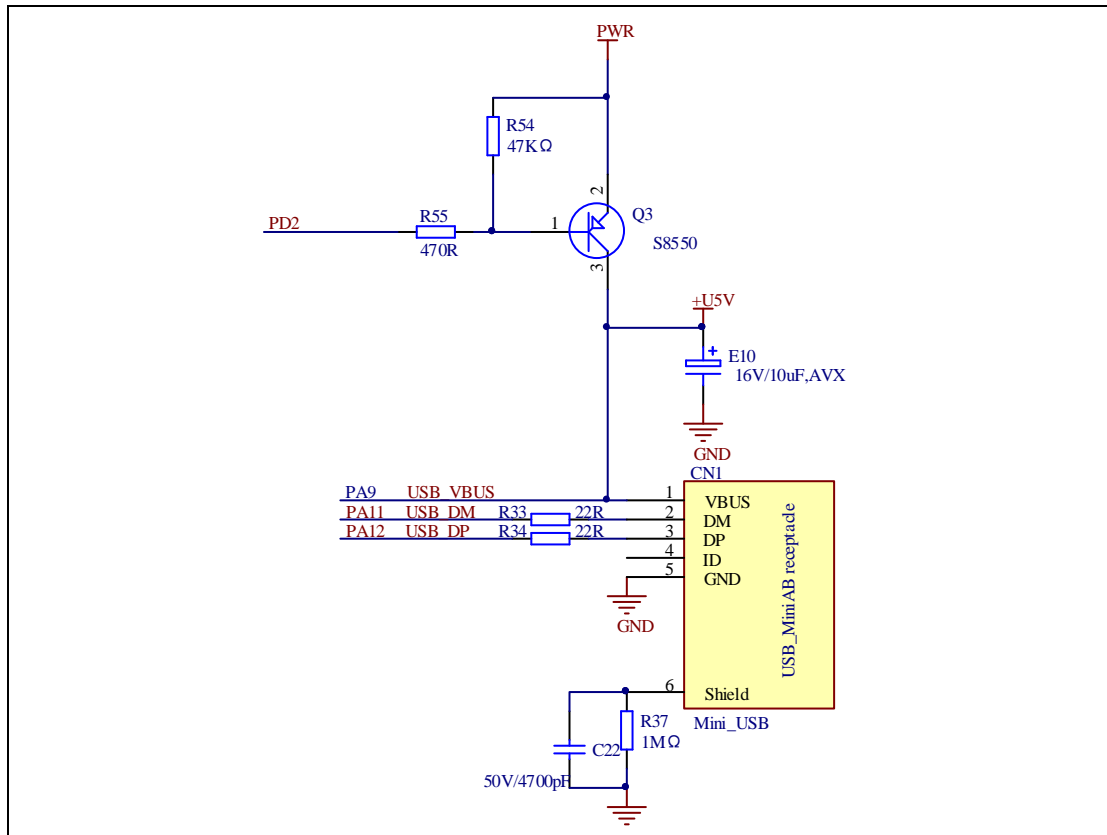 PWR
R54
47KΩ
2
Q3
PD2
R55
1
470R
S8550
3
+U5V
E10
16V/10uF,AVX
GND
CN1
PA9 USB_VBUS 1 VBUS
PA11 USB_DM R33 22R 2 DM
PA12 USB_DP R34 22R 3 DP
4 ID
5 GND
GND
USB_MiniAB receptacle
6 Shield
R37
Mini_USB
1MΩ
C22
50V/4700pF